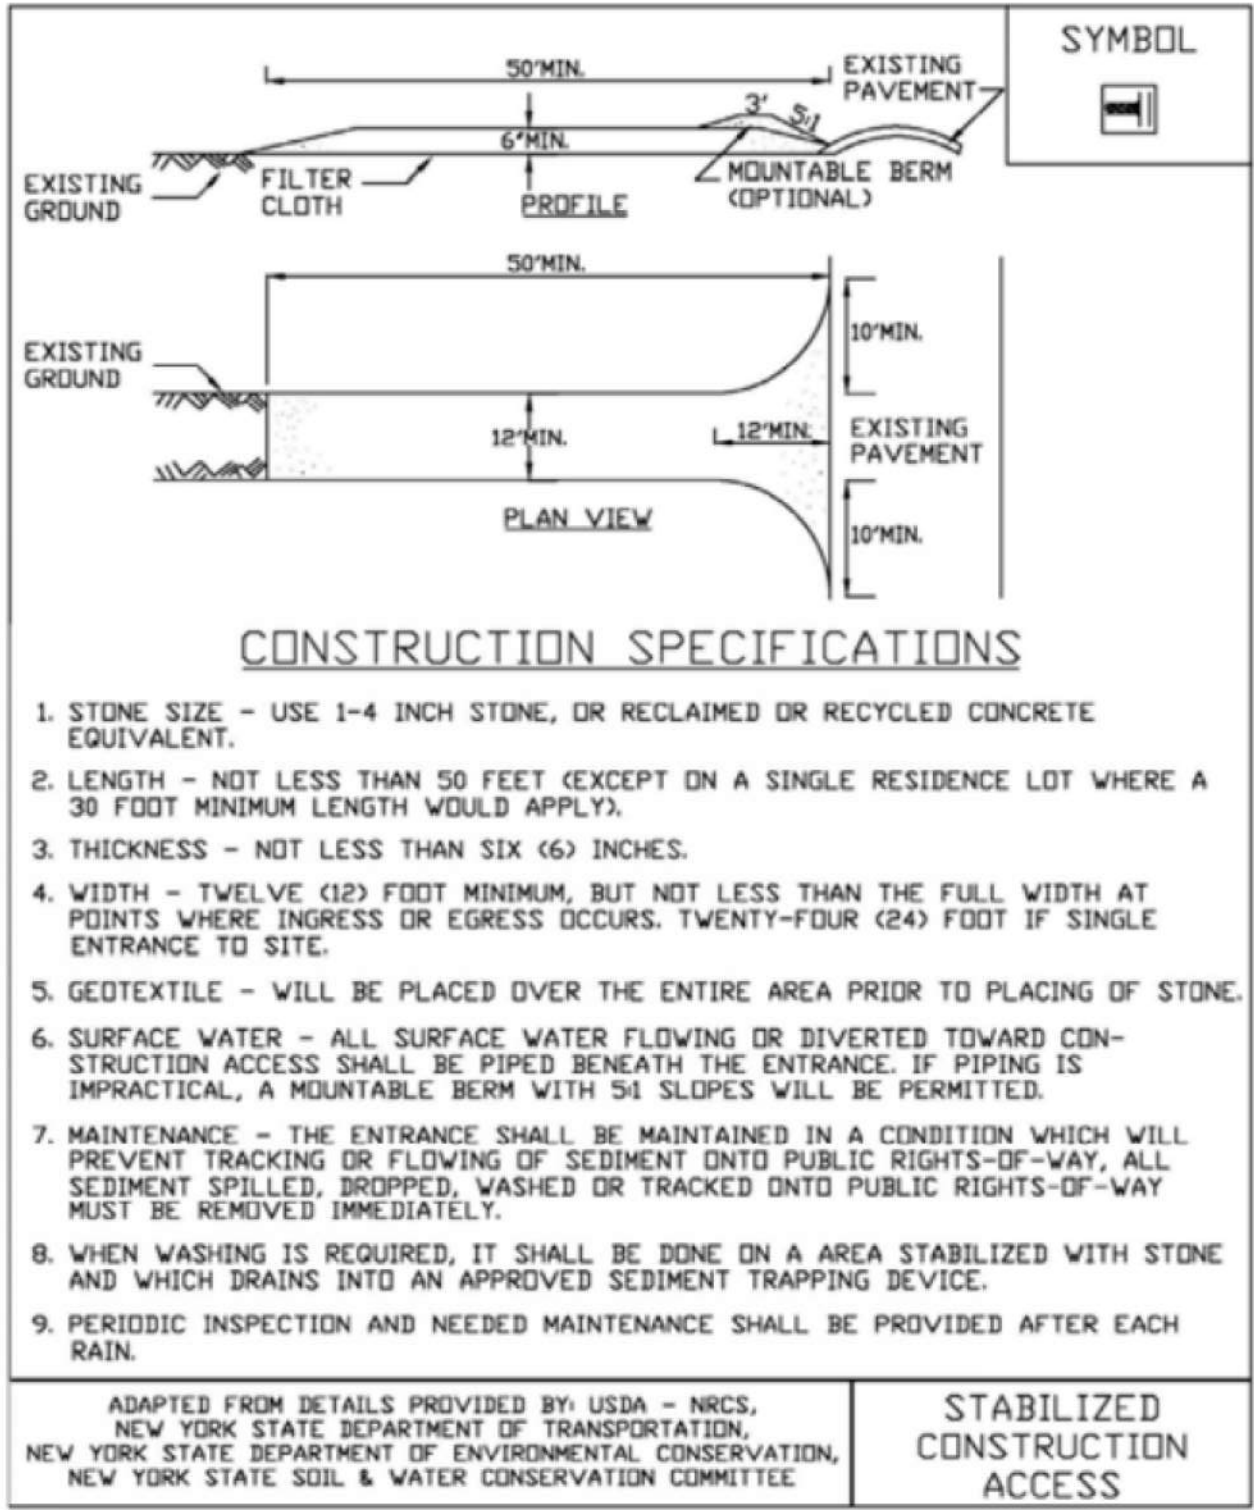 SYMBOL
50'MIN.
EXISTING
PAVEMENT
3'
5:1
6"MIN.
EXISTING
GROUND
FILTER
CLOTH
PROFILE
MOUNTABLE BERM
(OPTIONAL)
50'MIN.
10'MIN.
EXISTING
GROUND
12'MIN.
12'MIN.
EXISTING
PAVEMENT
PLAN VIEW
10'MIN.
CONSTRUCTION SPECIFICATIONS
1. STONE SIZE - USE 1-4 INCH STONE, OR RECLAIMED OR RECYCLED CONCRETE
EQUIVALENT.
2. LENGTH - NOT LESS THAN 50 FEET (EXCEPT ON A SINGLE RESIDENCE LOT WHERE A
30 FOOT MINIMUM LENGTH WOULD APPLY).
3. THICKNESS - NOT LESS THAN SIX (6) INCHES.
4. WIDTH - TWELVE (12) FOOT MINIMUM, BUT NOT LESS THAN THE FULL WIDTH AT
POINTS WHERE INGRESS OR EGRESS OCCURS. TWENTY-FOUR (24) FOOT IF SINGLE
ENTRANCE TO SITE.
5. GEOTEXTILE - WILL BE PLACED OVER THE ENTIRE AREA PRIOR TO PLACING OF STONE.
6. SURFACE WATER - ALL SURFACE WATER FLOWING OR DIVERTED TOWARD CON-
STRUCTION ACCESS SHALL BE PIPED BENEATH THE ENTRANCE. IF PIPING IS
IMPRACTICAL, A MOUNTABLE BERM WITH 5:1 SLOPES WILL BE PERMITTED.
7. MAINTENANCE - THE ENTRANCE SHALL BE MAINTAINED IN A CONDITION WHICH WILL
PREVENT TRACKING OR FLOWING OF SEDIMENT ONTO PUBLIC RIGHTS-OF-WAY, ALL
SEDIMENT SPILLED, DROPPED, WASHED OR TRACKED ONTO PUBLIC RIGHTS-OF-WAY
MUST BE REMOVED IMMEDIATELY.
8. WHEN WASHING IS REQUIRED, IT SHALL BE DONE ON A AREA STABILIZED WITH STONE
AND WHICH DRAINS INTO AN APPROVED SEDIMENT TRAPPING DEVICE.
9. PERIODIC INSPECTION AND NEEDED MAINTENANCE SHALL BE PROVIDED AFTER EACH
RAIN.
ADAPTED FROM DETAILS PROVIDED BY: USDA - NRCS,
NEW YORK STATE DEPARTMENT OF TRANSPORTATION,
NEW YORK STATE DEPARTMENT OF ENVIRONMENTAL CONSERVATION,
NEW YORK STATE SOIL & WATER CONSERVATION COMMITTEE
STABILIZED
CONSTRUCTION
ACCESS